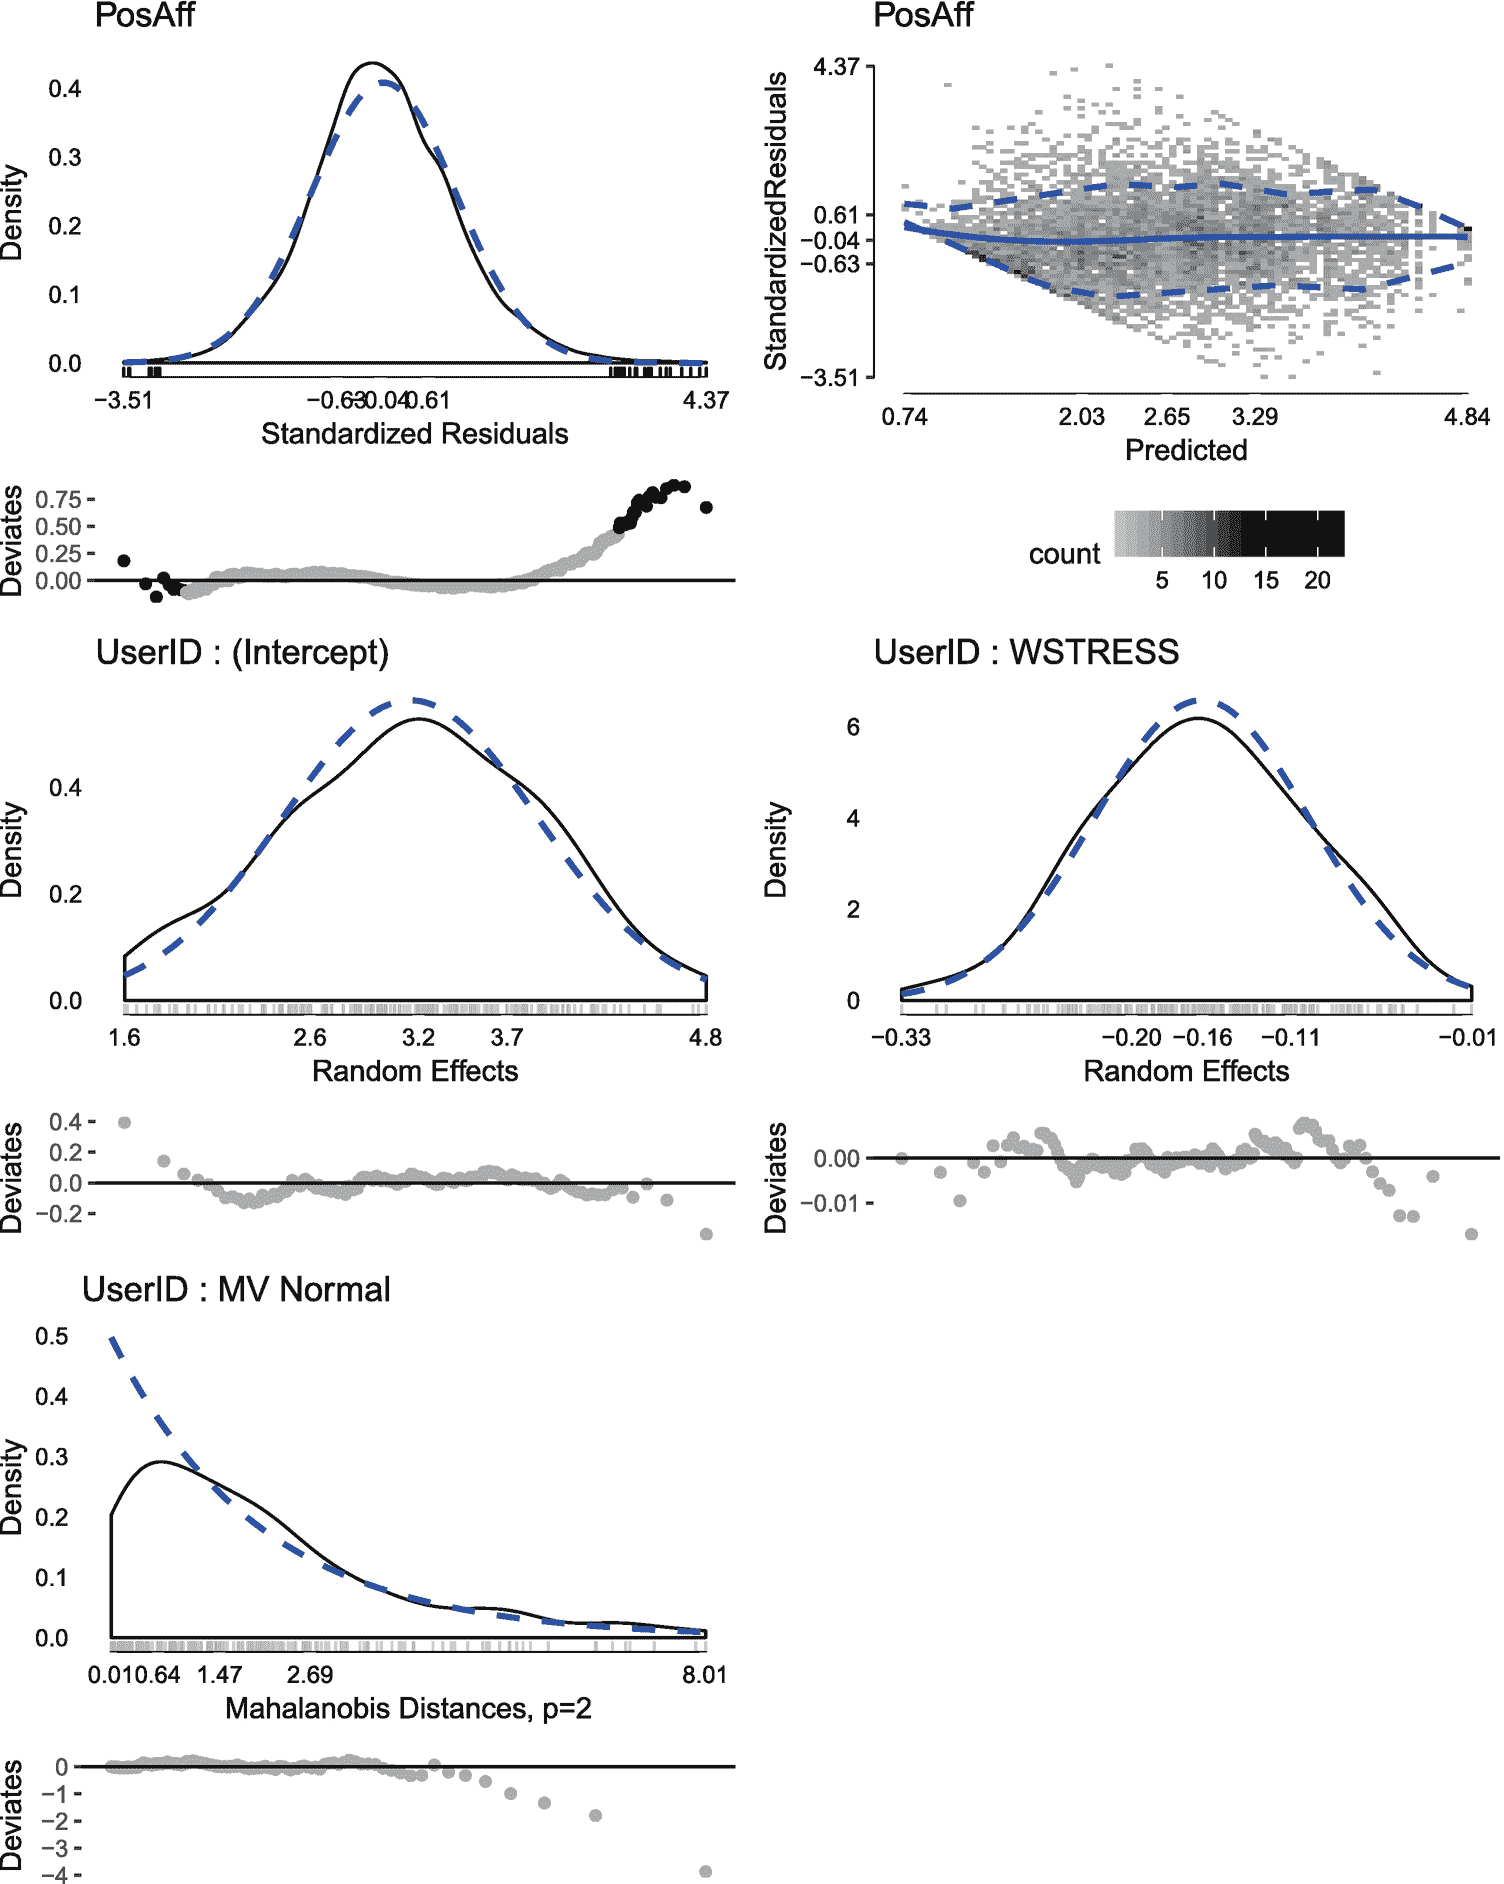 PosAff
Density
0.4
0.3
0.2
0.1
0.0
−3.51 −0.63 −0.04 0.61 4.37
Standardized Residuals
Deviates
0.75
0.50
0.25
0.00
PosAff
StandardizedResiduals
4.37
0.61
−0.04
−0.63
−3.51
0.74 2.03 2.65 3.29 4.84
Predicted
count
5 10 15 20
UserID : (Intercept)
Density
0.4
0.2
0.0
1.6 2.6 3.2 3.7 4.8
Random Effects
Deviates
0.4
0.2
0.0
−0.2
UserID : WSTRESS
Density
6
4
2
0
−0.33 −0.20 −0.16 −0.11 −0.01
Random Effects
Deviates
0.00
−0.01
UserID : MV Normal
Density
0.5
0.4
0.3
0.2
0.1
0.0
0.01 0.64 1.47 2.69 8.01
Mahalanobis Distances, p=2
Deviates
0
−1
−2
−3
−4